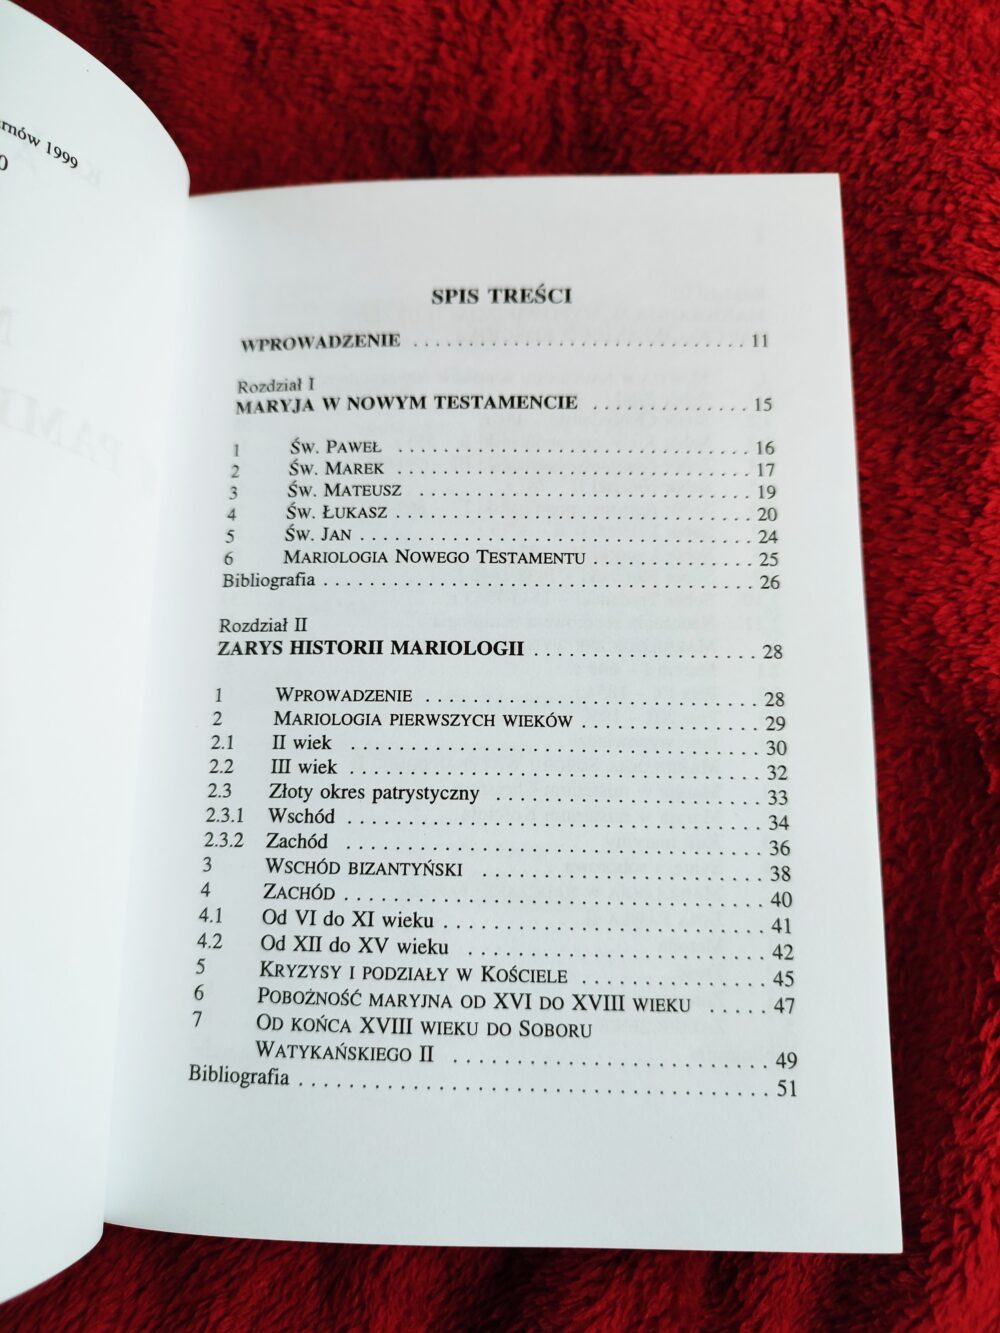 1999
0
SPIS TREŚCI
WPROWADZENIE ................................ 11
Rozdział I
MARYJA W NOWYM TESTAMENCIE ................ 15
1 Św. Paweł ................................ 16
2 Św. Marek ................................ 17
3 Św. Mateusz ................................ 19
4 Św. Łukasz ................................ 20
5 Św. Jan ................................ 24
6 Mariologia Nowego Testamentu ................ 25
Bibliografia ................................ 26
Rozdział II
ZARYS HISTORII MARIOLOGII ................ 28
1 Wprowadzenie ................................ 28
2 Mariologia pierwszych wieków ................ 29
2.1 II wiek ................................ 30
2.2 III wiek ................................ 32
2.3 Złoty okres patrystyczny ................ 33
2.3.1 Wschód ................................ 34
2.3.2 Zachód ................................ 36
3 Wschód bizantyński ................ 38
4 Zachód ................................ 40
4.1 Od VI do XI wieku ................ 41
4.2 Od XII do XV wieku ................ 42
5 Kryzysy i podziały w Kościele ................ 45
6 Pobożność maryjna od XVI do XVIII wieku ...... 47
7 Od końca XVIII wieku do Soboru
Watykańskiego II ................ 49
Bibliografia ................................ 51